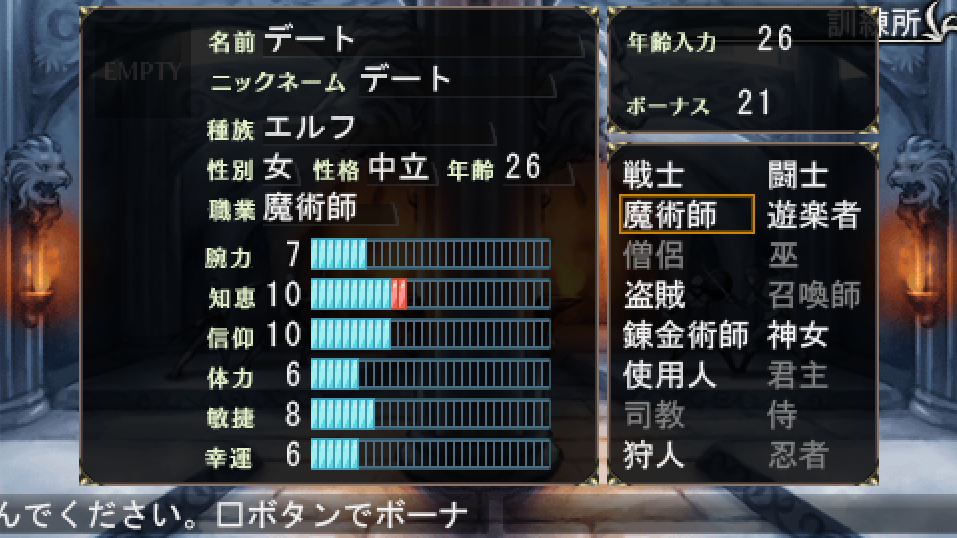 訓練所
EMPTY
名前 デート
ニックネーム デート
種族 エルフ
性別 女 性格 中立 年齢 26
職業 魔術師
腕力 7
知恵 10
信仰 10
体力 6
敏捷 8
幸運 6
年齢入力 26
ボーナス 21
戦士 闘士
魔術師 遊楽者
僧侶 巫
盗賊 召喚師
錬金術師 神女
使用人 君主
司教 侍
狩人 忍者
んでください。口ボタンでボーナ